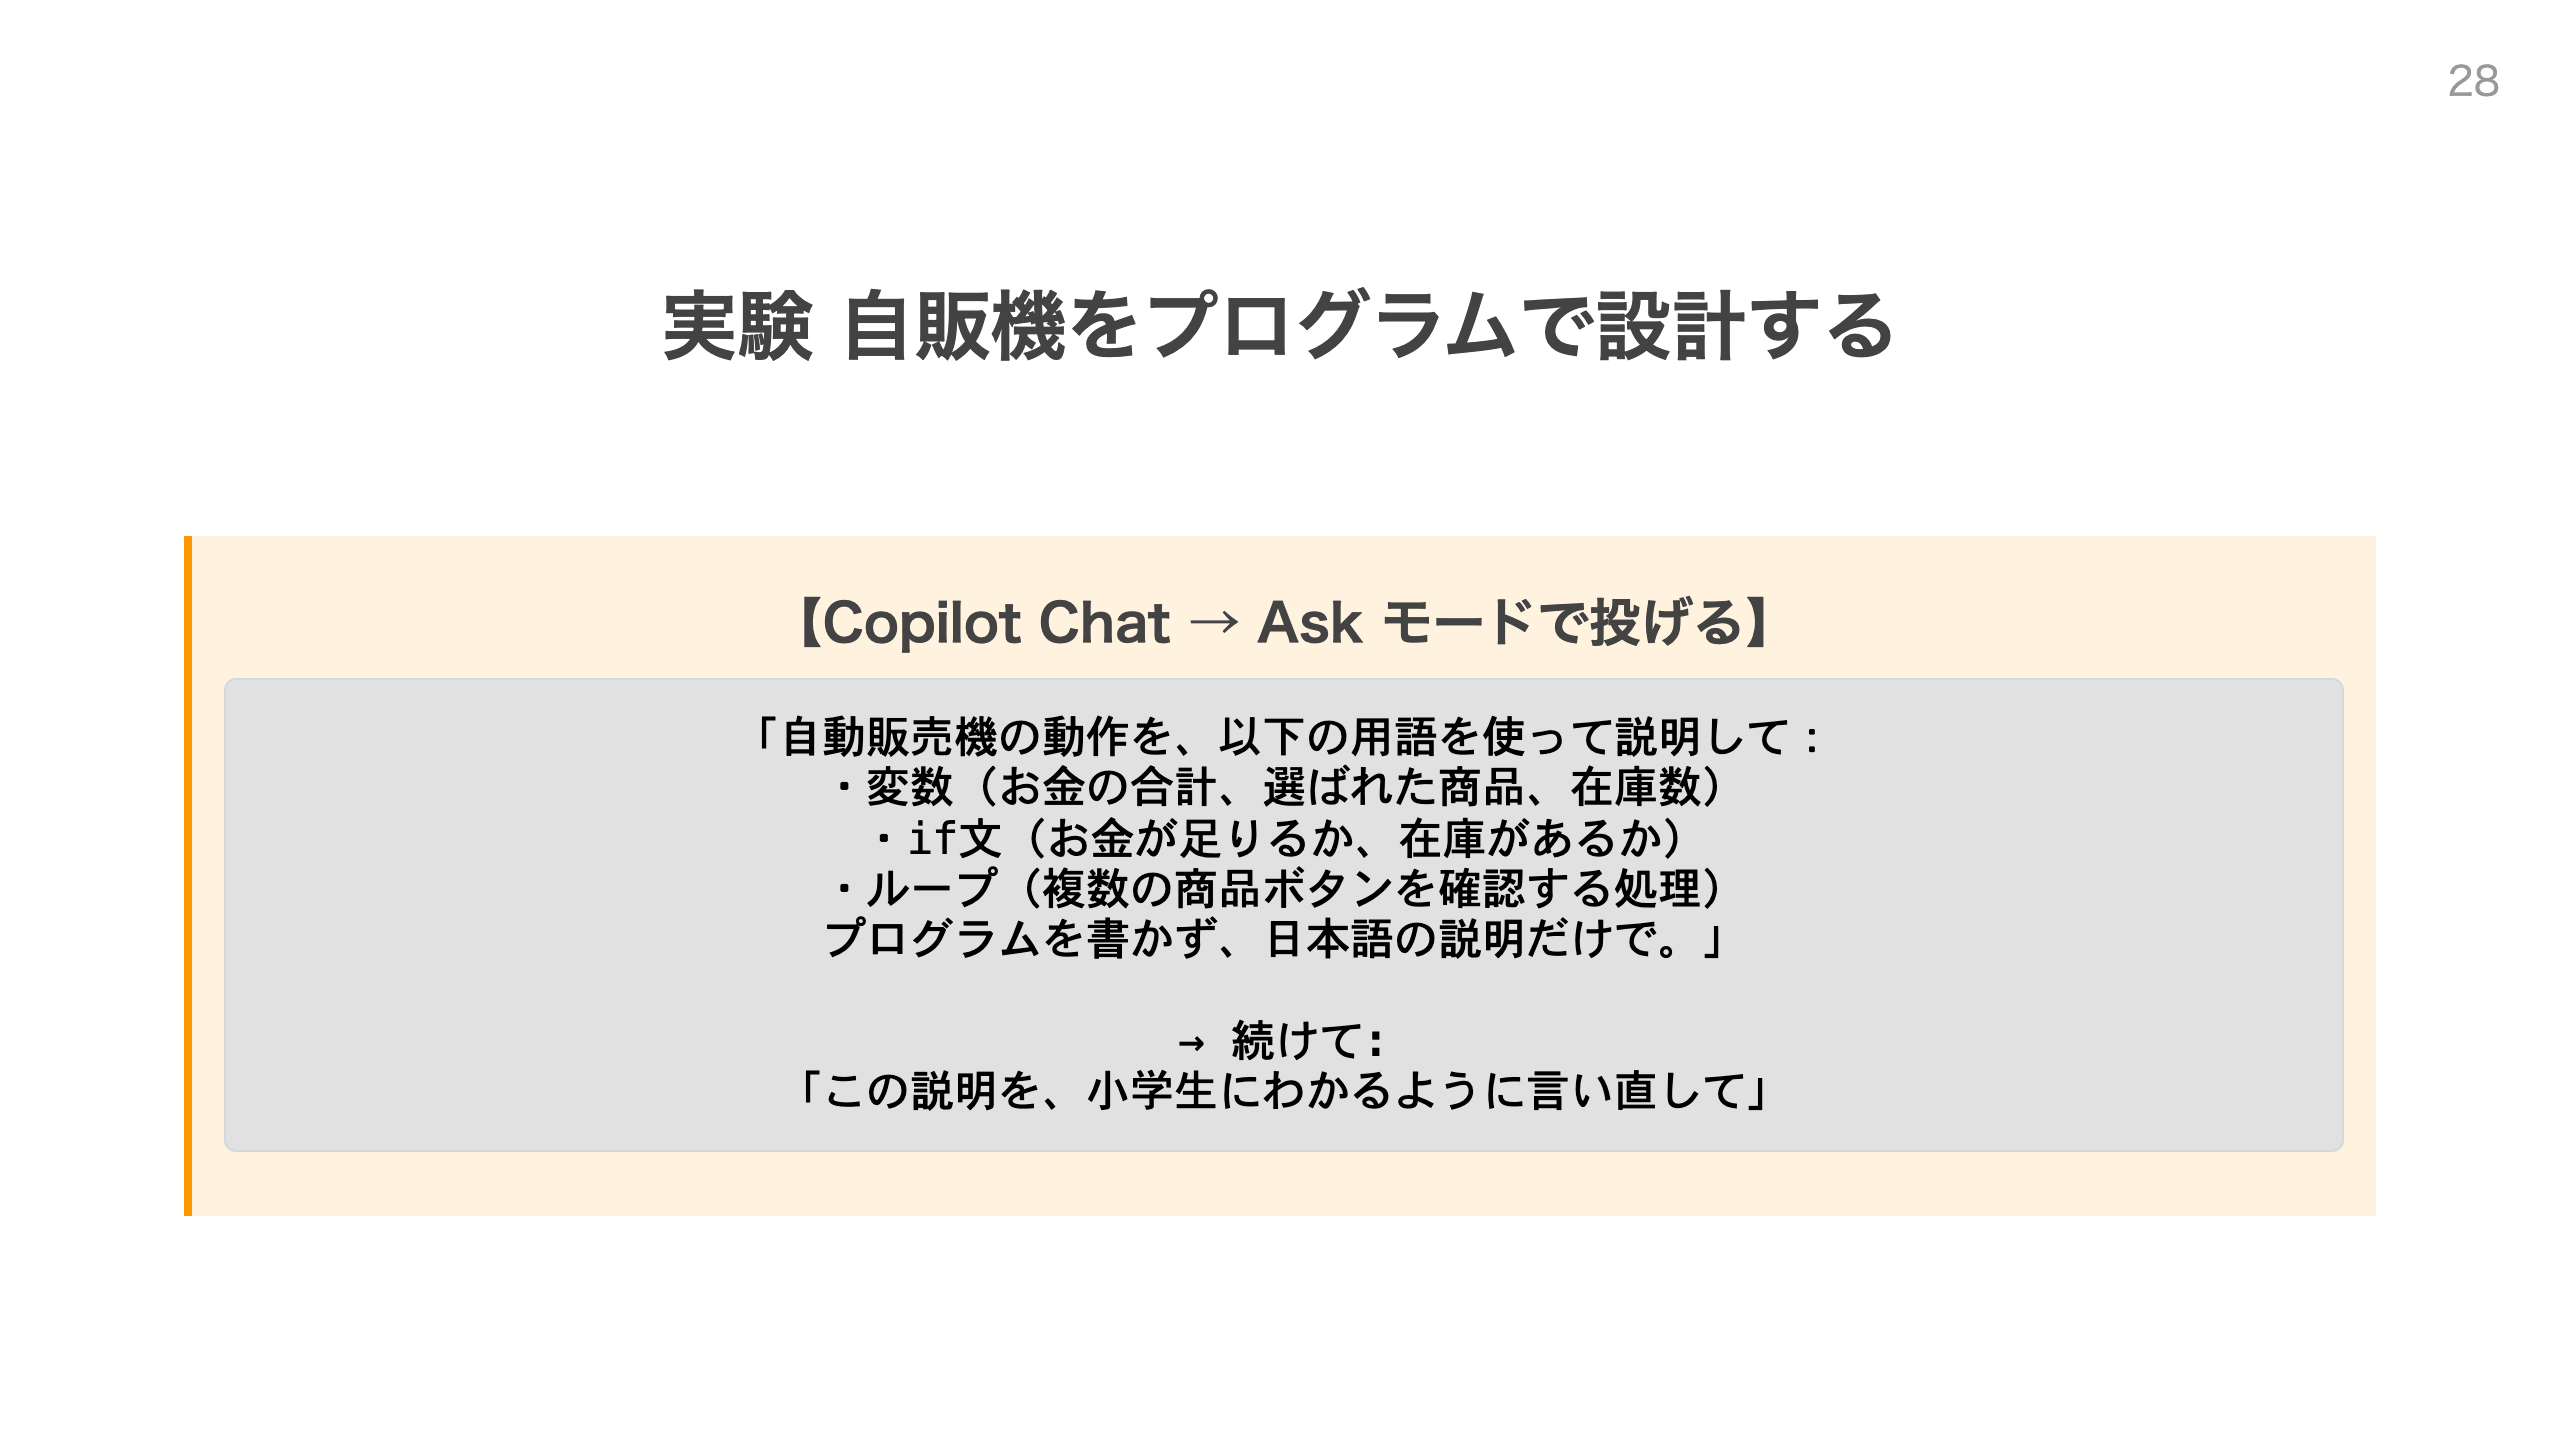 28
実験 自販機をプログラムで設計する
【Copilot Chat → Ask モードで投げる】
「自動販売機の動作を、以下の用語を使って説明して：
・変数（お金の合計、選ばれた商品、在庫数）
・if文（お金が足りるか、在庫があるか）
・ループ（複数の商品ボタンを確認する処理）
プログラムを書かず、日本語の説明だけで。」
→ 続けて:
「この説明を、小学生にわかるように言い直して」